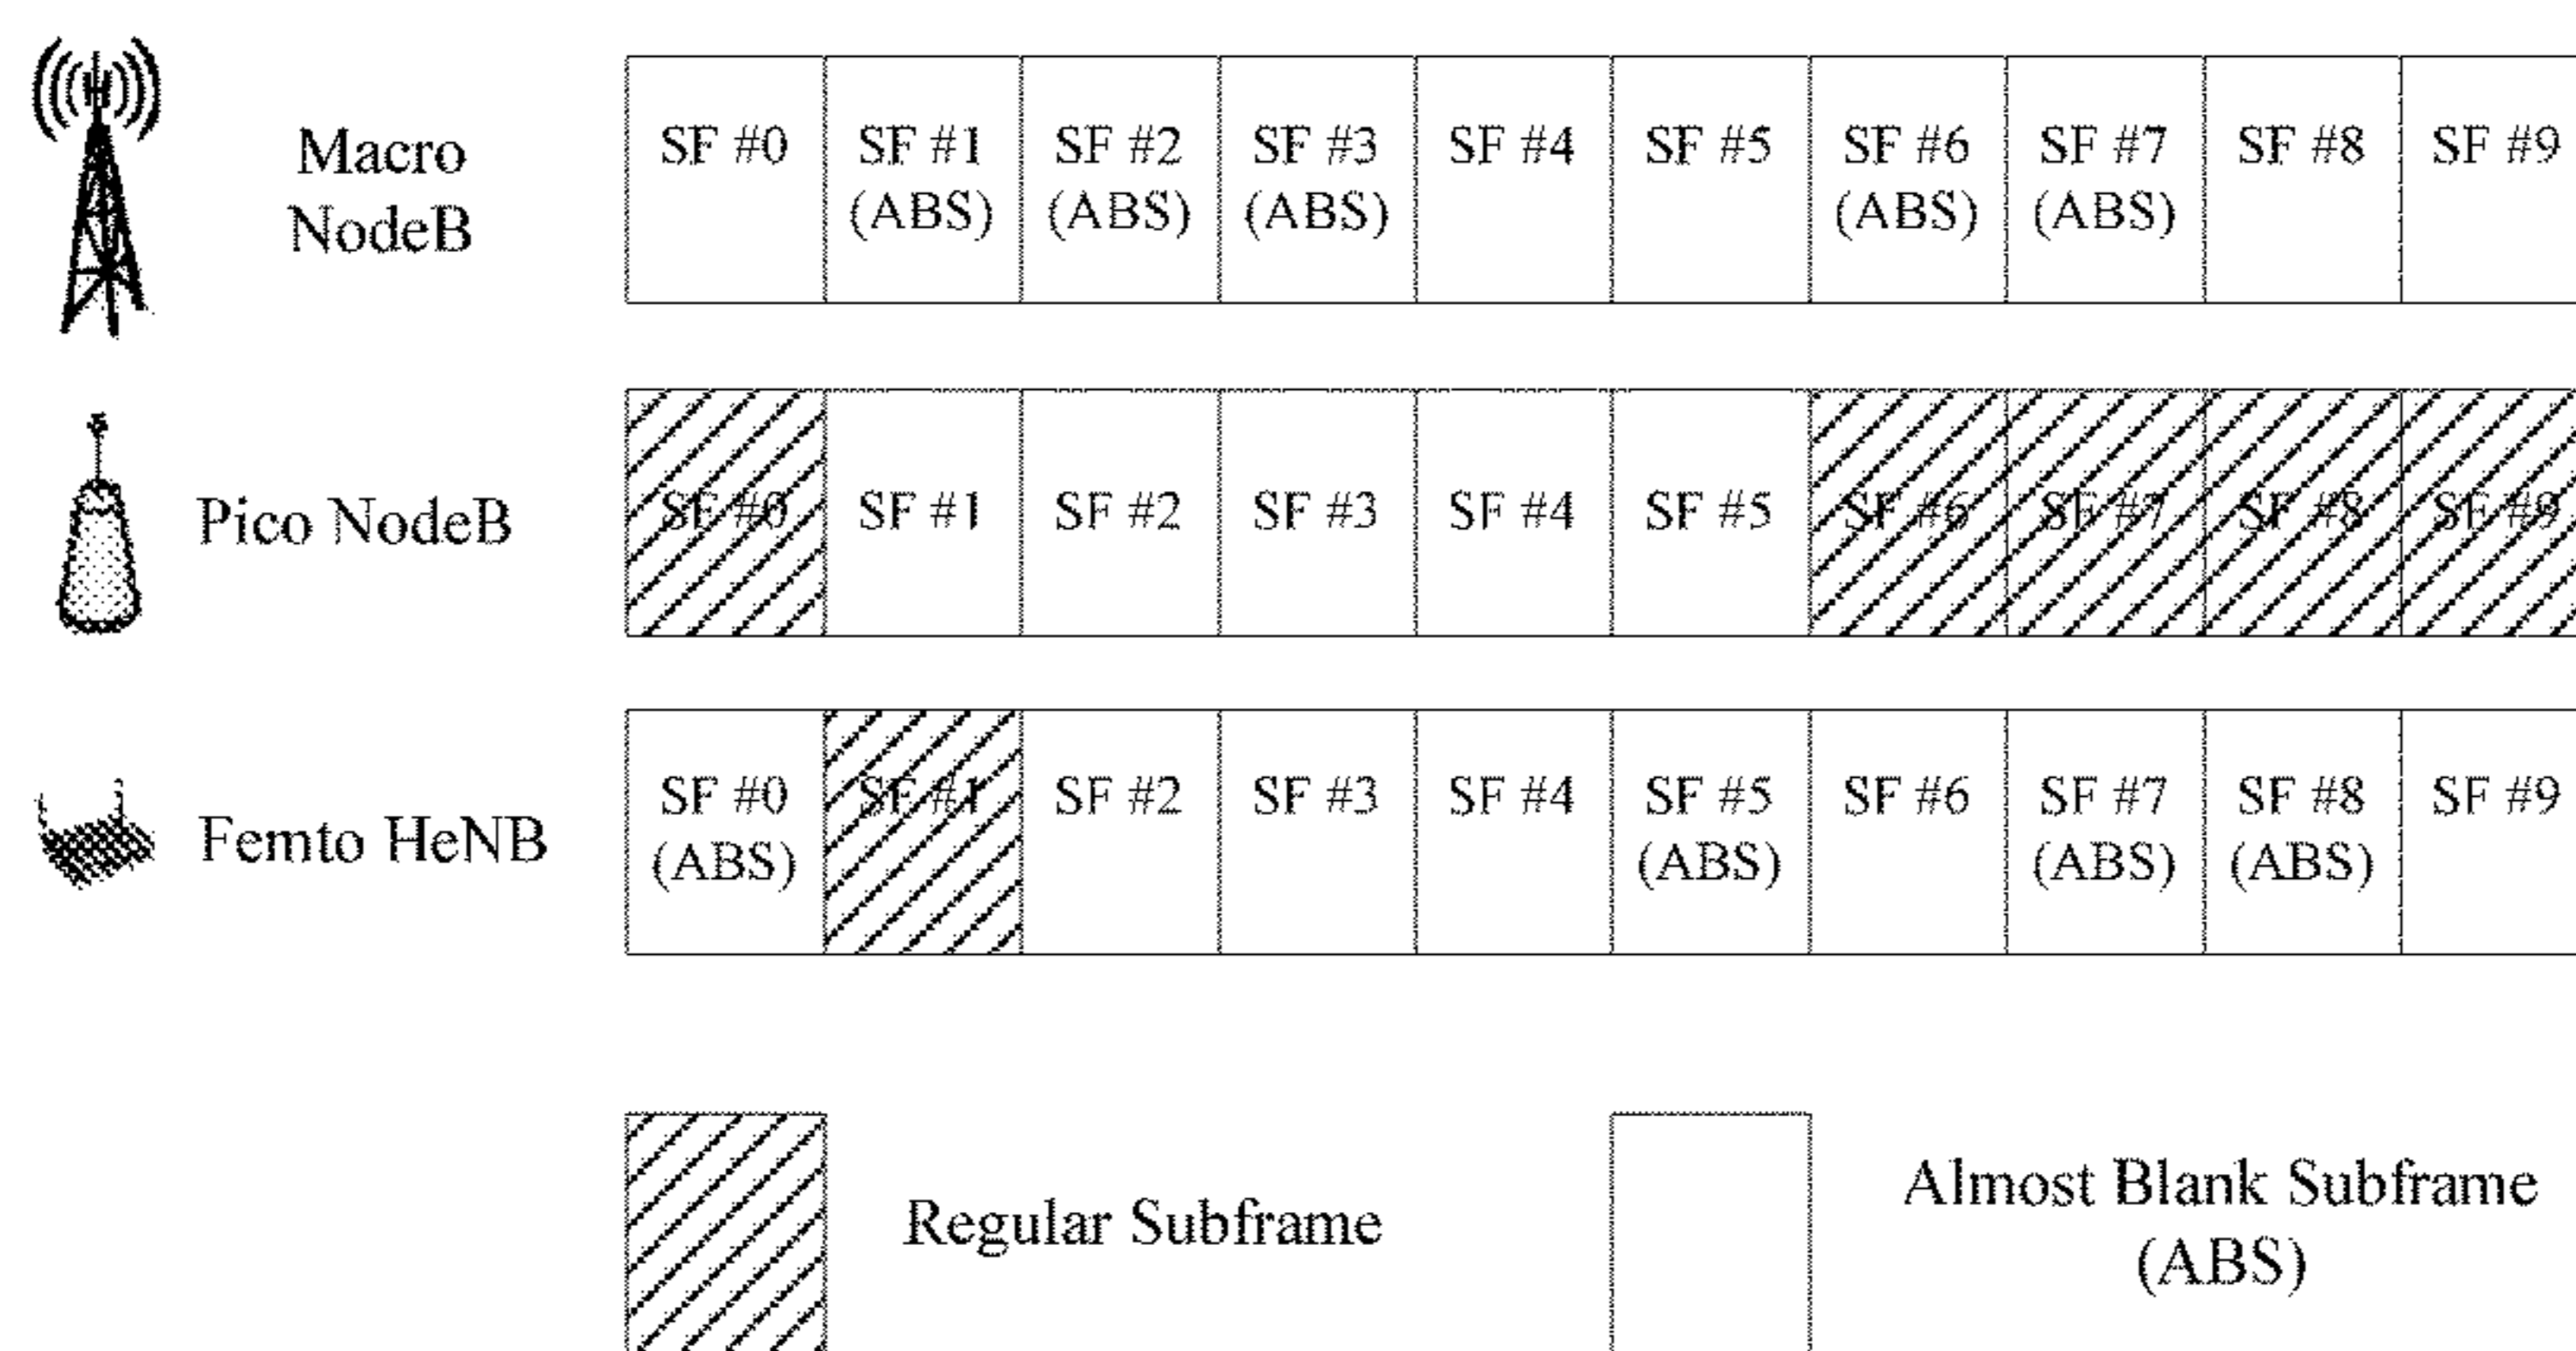 Macro
NodeB
SF #0 SF #1 SF #2 SF #3 SF #4 SF #5 SF #6 SF #7 SF #8 SF #9
(ABS) (ABS) (ABS) (ABS) (ABS)
Pico NodeB
SF #0 SF #1 SF #2 SF #3 SF #4 SF #5 SF #6 SF #7 SF #8 SF #9
Femto HeNB
SF #0 SF #1 SF #2 SF #3 SF #4 SF #5 SF #6 SF #7 SF #8 SF #9
(ABS) (ABS) (ABS) (ABS)
Regular Subframe
Almost Blank Subframe
(ABS)